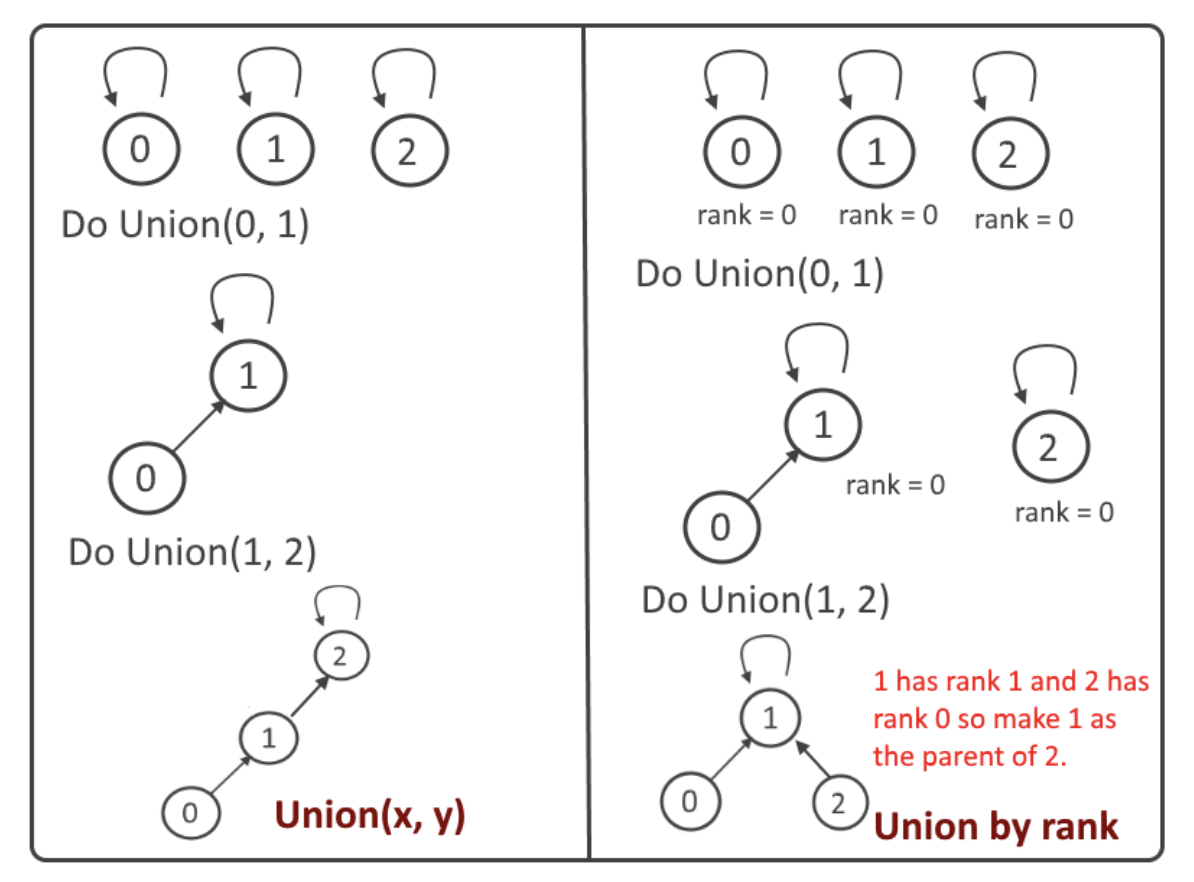 0 1 2
Do Union(0, 1)
1
0
Do Union(1, 2)
2
1
0
Union(x, y)
0 1 2
rank = 0 rank = 0 rank = 0
Do Union(0, 1)
1
2
rank = 0
0
rank = 0
Do Union(1, 2)
1
1 has rank 1 and 2 has
rank 0 so make 1 as
the parent of 2.
0 2
Union by rank